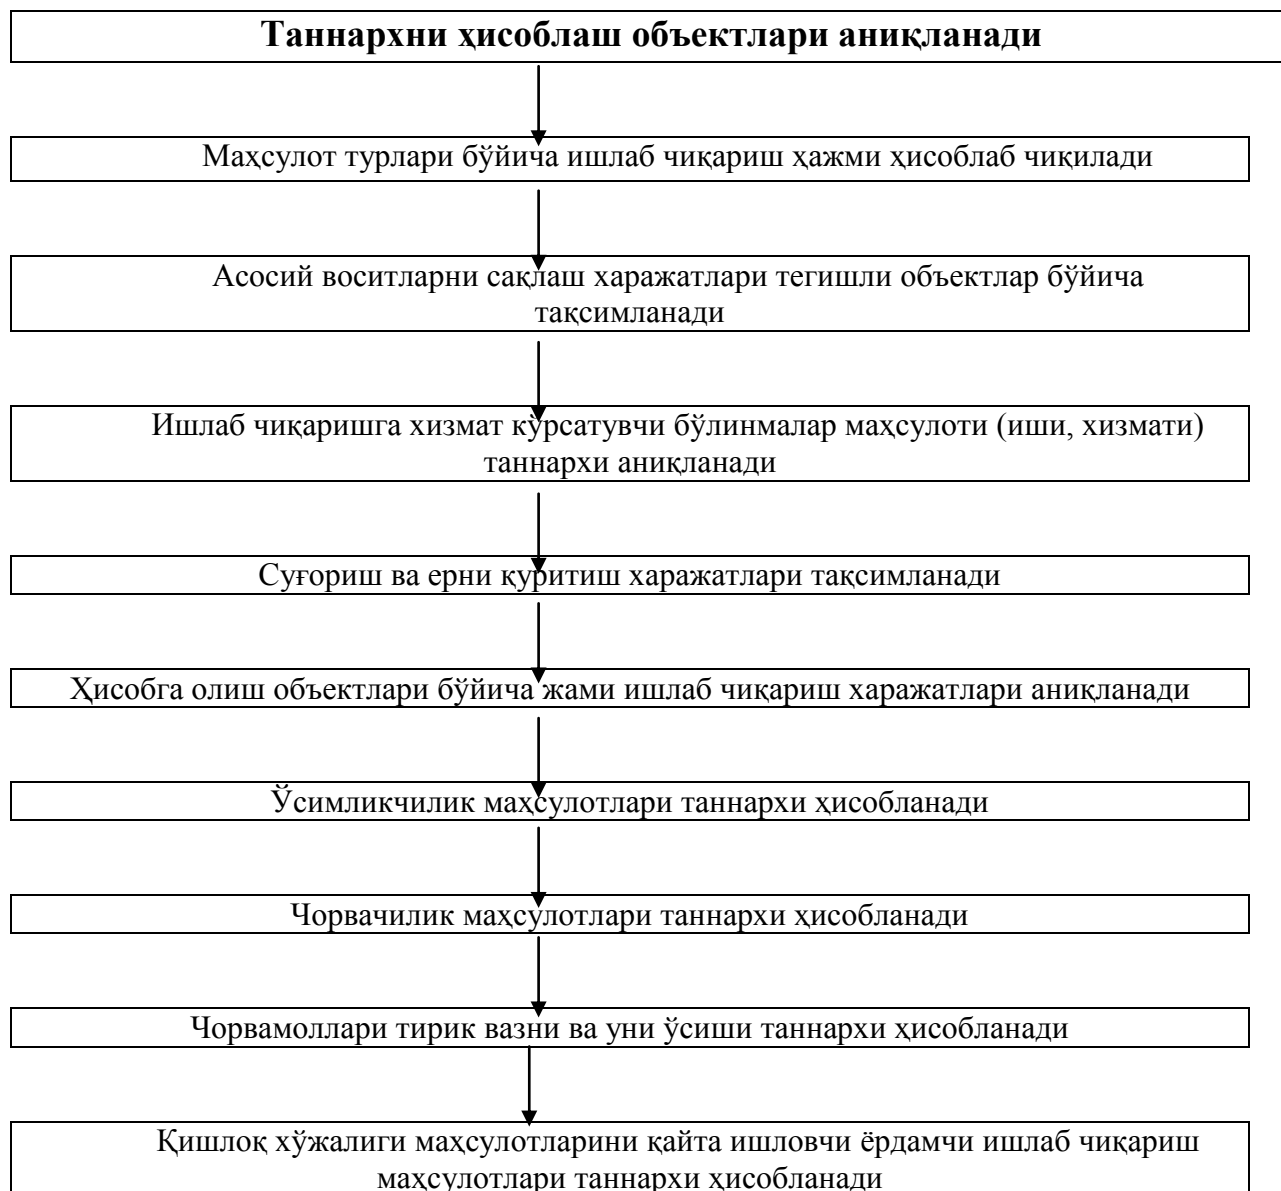 Таннархни ҳисоблаш объектлари аниқланади
Маҳсулот турлари бўйича ишлаб чиқариш ҳажми ҳисоблаб чиқилади
Асосий воситларни сақлаш харажатлари тегишли объектлар бўйича
тақсимланади
Ишлаб чиқаришга хизмат кўрсатувчи бўлинмалар маҳсулоти (иши, хизмати)
таннархи аниқланади
Суғориш ва ерни қуритиш харажатлари тақсимланади
Ҳисобга олиш объектлари бўйича жами ишлаб чиқариш харажатлари аниқланади
Ўсимликчилик маҳсулотлари таннархи ҳисобланади
Чорвачилик маҳсулотлари таннархи ҳисобланади
Чорвамоллари тирик вазни ва уни ўсиши таннархи ҳисобланади
Қишлоқ хўжалиги маҳсулотларини қайта ишловчи ёрдамчи ишлаб чиқариш
маҳсулотлари таннархи ҳисобланади